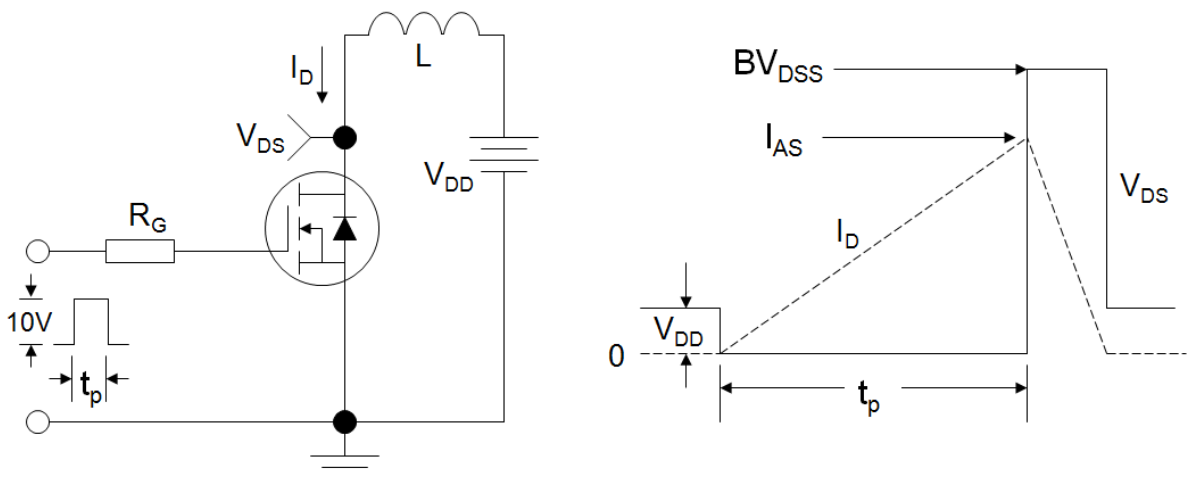 I_D
L
V_DS
V_DD
R_G
10V
t_p
BV_DSS
I_AS
V_DS
I_D
V_DD
0
t_p